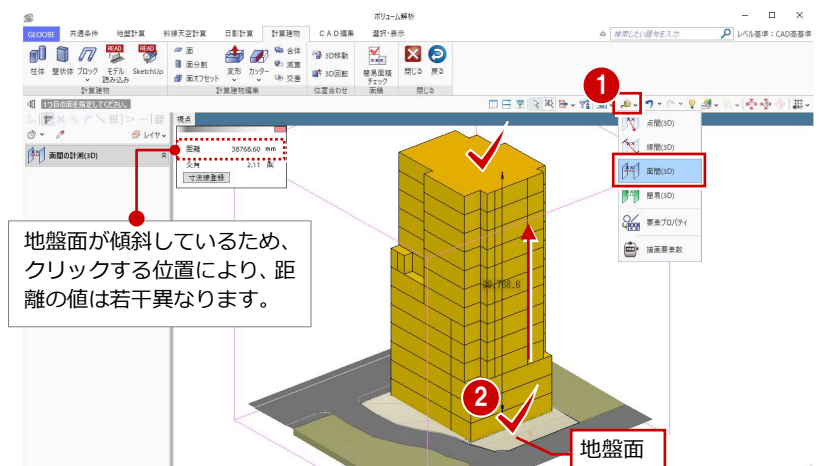 ボリューム解析
GLOOBE 共通条件 地盤計算 斜線天空計算 日影計算 計算建物 CAD編集 選択・表示 検索したい語句を入力 レベル基準：CAD高基準
READ READ
柱体 壁状体 ブロック モデル読み込み SketchUp 面 面分割 面オフセット 変形 カッター 合体 減算 交差 3D移動 3D回転 簡易面積チェック 閉じる 戻る
計算建物 計算建物編集 位置合わせ 面積 閉じる
1つ目の面を指定してください。
1
視点
レイヤ
面間の計測(3D)
距離 38768.60 mm
交角 2.11 度
寸法線登録
点間(3D)
線間(3D)
面間(3D)
簡易(3D)
要素プロパティ
描画要素数
地盤面が傾斜しているため、
クリックする位置により、距
離の値は若干異なります。
38,768.6
2
地盤面